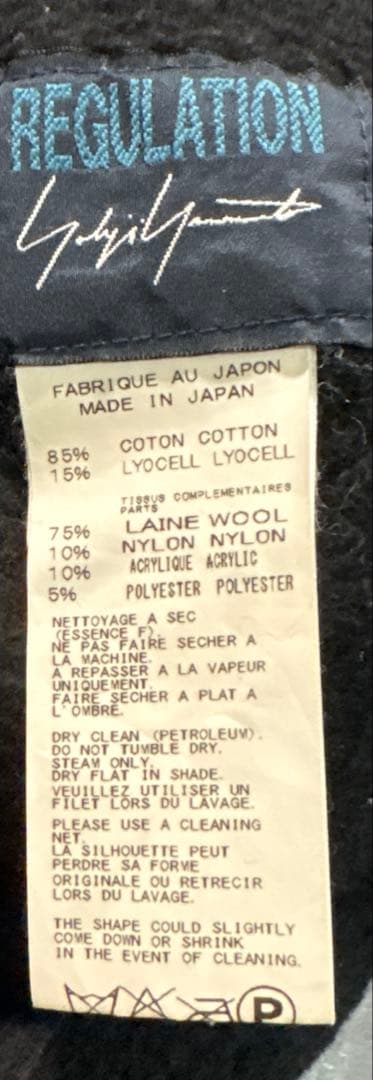 REGULATION
Yohji Yamamoto
FABRIQUE AU JAPON
MADE IN JAPAN
85% COTON COTTON
15% LYOCELL LYOCELL
TISSUS COMPLEMENTAIRES
PARTS
75% LAINE WOOL
10% NYLON NYLON
10% ACRYLIQUE ACRYLIC
5% POLYESTER POLYESTER
NETTOYAGE A SEC
(ESSENCE F).
NE PAS FAIRE SECHER A
LA MACHINE.
A REPASSER A LA VAPEUR
UNIQUEMENT.
FAIRE SECHER A PLAT A
L'OMBRE.
DRY CLEAN (PETROLEUM).
DO NOT TUMBLE DRY.
STEAM ONLY.
DRY FLAT IN SHADE.
VEUILLEZ UTILISER UN
FILET LORS DU LAVAGE.
PLEASE USE A CLEANING
NET.
LA SILHOUETTE PEUT
PERDRE SA FORME
ORIGINALE OU RETRECIR
LORS DU LAVAGE.
THE SHAPE COULD SLIGHTLY
COME DOWN OR SHRINK
IN THE EVENT OF CLEANING.
P